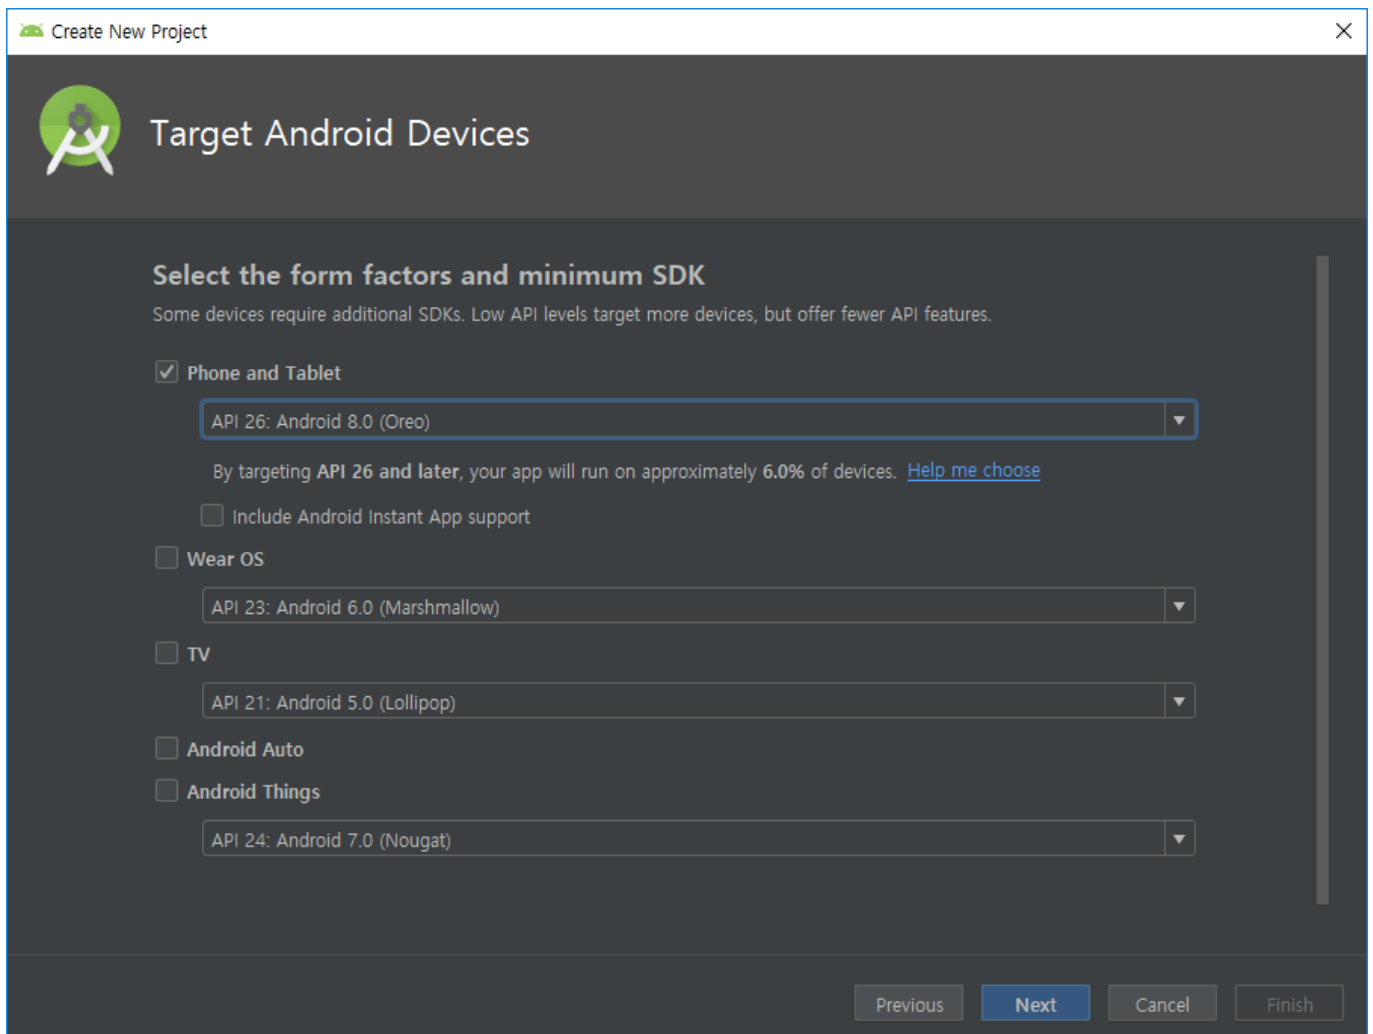 Create New Project
Target Android Devices
Select the form factors and minimum SDK
Some devices require additional SDKs. Low API levels target more devices, but offer fewer API features.
Phone and Tablet
API 26: Android 8.0 (Oreo)
By targeting API 26 and later, your app will run on approximately 6.0% of devices. Help me choose
Include Android Instant App support
Wear OS
API 23: Android 6.0 (Marshmallow)
TV
API 21: Android 5.0 (Lollipop)
Android Auto
Android Things
API 24: Android 7.0 (Nougat)
Previous Next Cancel Finish